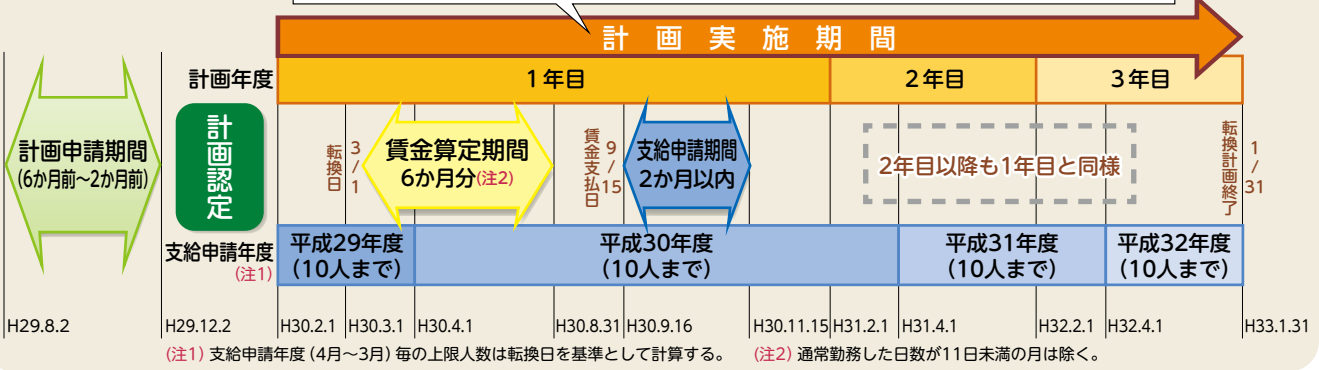 計画実施期間
計画年度
1年目
2年目
3年目
計画申請期間
(6か月前～2か月前)
計画認定
転換日
3/1
賃金算定期間
6か月分(注2)
賃金支払日
9/15
支給申請期間
2か月以内
2年目以降も1年目と同様
転換計画終了
1/31
支給申請年度
(注1)
平成29年度
(10人まで)
平成30年度
(10人まで)
平成31年度
(10人まで)
平成32年度
(10人まで)
H29.8.2
H29.12.2
H30.2.1
H30.3.1
H30.4.1
H30.8.31
H30.9.16
H30.11.15
H31.2.1
H31.4.1
H32.2.1
H32.4.1
H33.1.31
(注1) 支給申請年度 (4月～3月) 毎の上限人数は転換日を基準として計算する。
(注2) 通常勤務した日数が11日未満の月は除く。